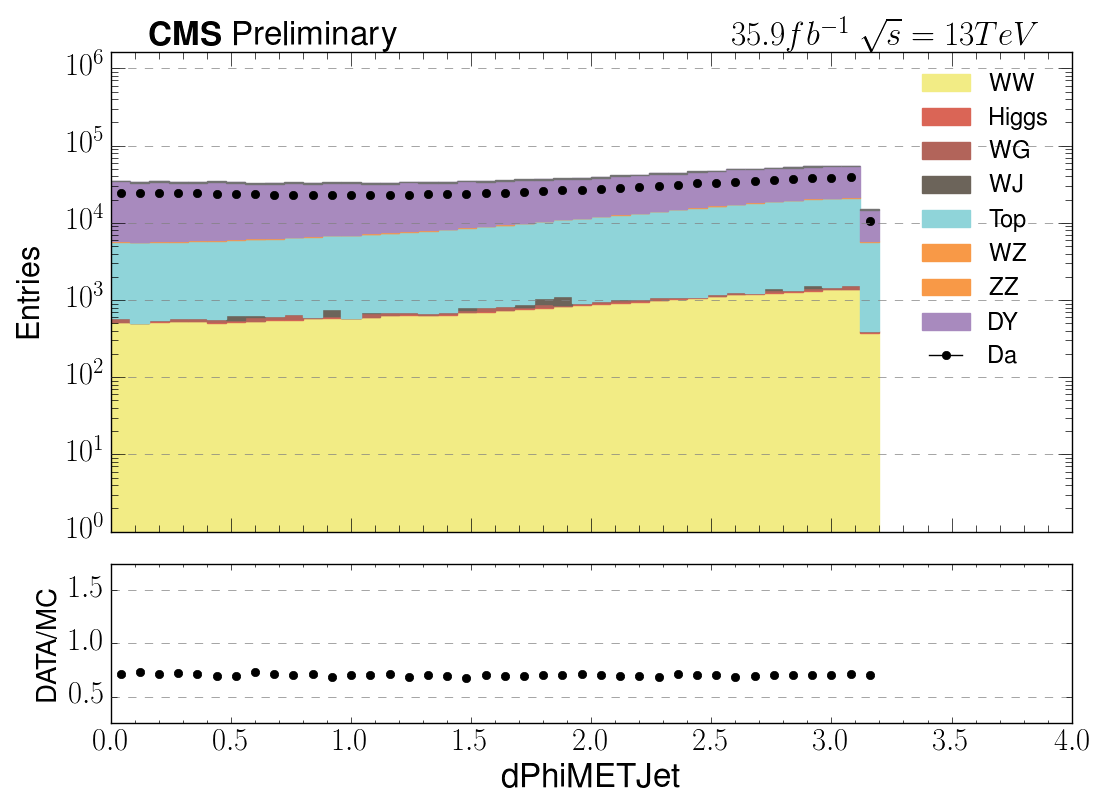 CMS Preliminary 35.9fb⁻¹ √s = 13TeV
10⁶
10⁵
10⁴
10³
10²
10¹
10⁰
Entries
WW
Higgs
WG
WJ
Top
WZ
ZZ
DY
Da
1.5
1.0
0.5
DATA/MC
0.0 0.5 1.0 1.5 2.0 2.5 3.0 3.5 4.0
dPhiMETJet